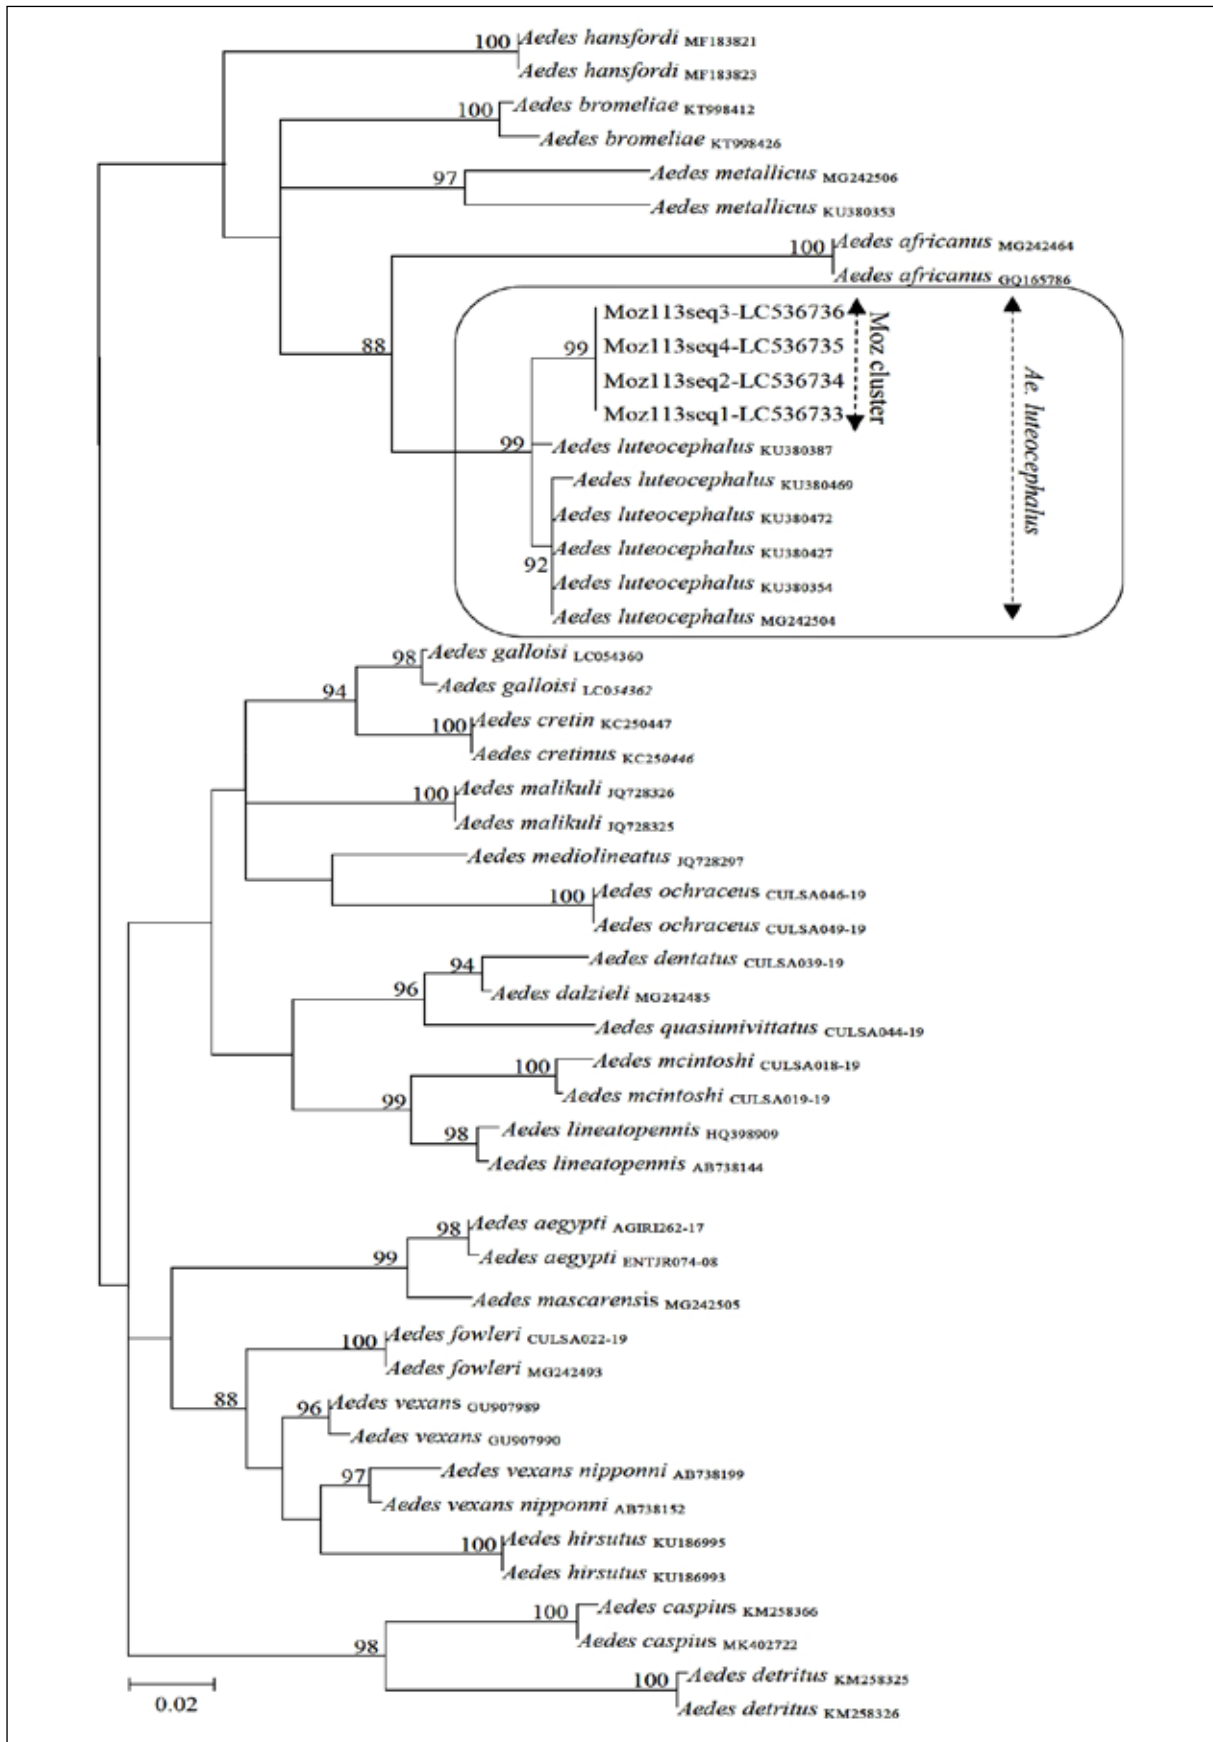 100 Aedes hansfordi MF183821
Aedes hansfordi MF183823
100 Aedes bromeliae KT998412
Aedes bromeliae KT998426
97 Aedes metallicus MG242506
Aedes metallicus KU380353
100 Aedes africanus MG242464
Aedes africanus GQ165786
88
Moz113seq3-LC536736
99 Moz113seq4-LC536735
Moz113seq2-LC536734
Moz113seq1-LC536733
Moz cluster
Ae. luteocephalus
99 Aedes luteocephalus KU380387
Aedes luteocephalus KU380469
Aedes luteocephalus KU380472
Aedes luteocephalus KU380427
92 Aedes luteocephalus KU380354
Aedes luteocephalus MG242504
98 Aedes galloisi LC054360
94 Aedes galloisi LC054362
100 Aedes cretin KC250447
Aedes cretinus KC250446
100 Aedes malikuli JQ728326
Aedes malikuli JQ728325
Aedes mediolineatus JQ728297
100 Aedes ochraceus CULSA046-19
Aedes ochraceus CULSA049-19
94 Aedes dentatus CULSA039-19
96 Aedes dalzieli MG242485
Aedes quasiunivittatus CULSA044-19
100 Aedes mcintoshi CULSA018-19
99 Aedes mcintoshi CULSA019-19
98 Aedes lineatopennis HQ398909
Aedes lineatopennis AB738144
98 Aedes aegypti AGIRI262-17
99 Aedes aegypti ENTJR074-08
Aedes mascarensis MG242505
100 Aedes fowleri CULSA022-19
Aedes fowleri MG242493
88 96 Aedes vexans GU907989
Aedes vexans GU907990
97 Aedes vexans nipponni AB738199
Aedes vexans nipponni AB738152
100 Aedes hirsutus KU186995
Aedes hirsutus KU186993
100 Aedes caspius KM258366
98 Aedes caspius MK402722
100 Aedes detritus KM258325
Aedes detritus KM258326
0.02